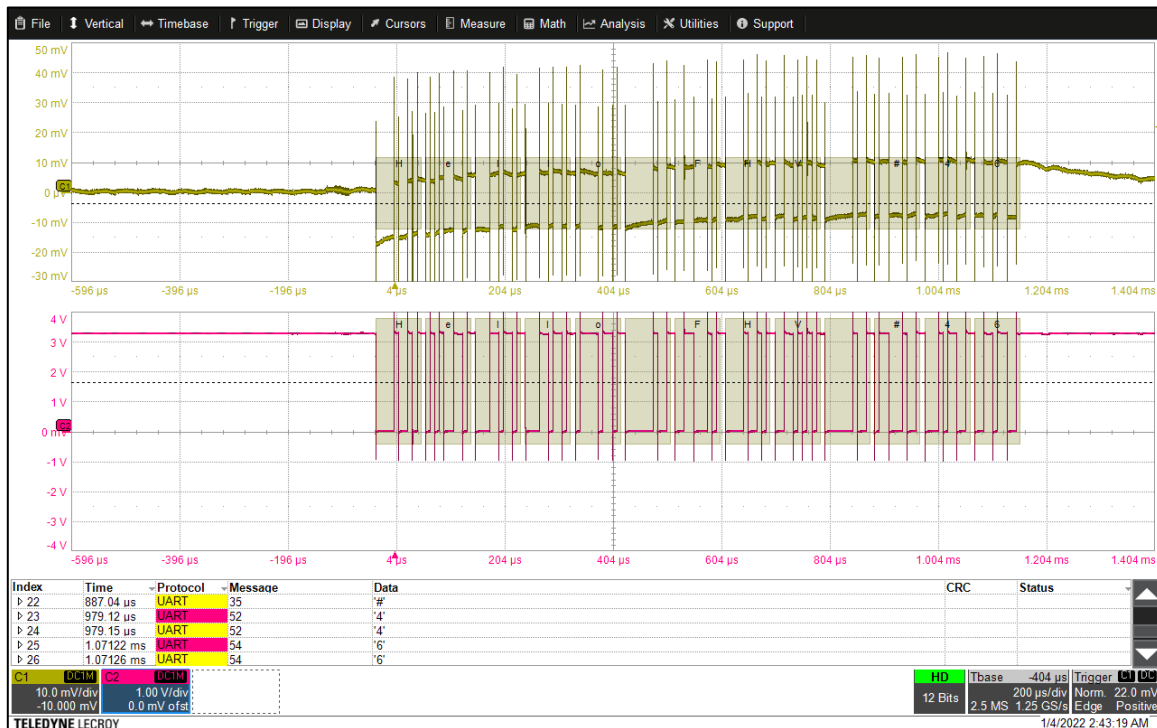 File Vertical Timebase Trigger Display Cursors Measure Math Analysis Utilities Support
50 mV
40 mV
30 mV
20 mV
10 mV
H e l l o F H V # 4 6
C1
0 µV
-10 mV
-20 mV
-30 mV
-596 µs -396 µs -196 µs 4 µs 204 µs 404 µs 604 µs 804 µs 1.004 ms 1.204 ms 1.404 ms
4 V
H e l l o F H V # 4 6
3 V
2 V
1 V
C2
0 mV
-1 V
-2 V
-3 V
-4 V
-596 µs -396 µs -196 µs 4µs 204 µs 404 µs 604 µs 804 µs 1.004 ms 1.204 ms 1.404 ms
Index Time Protocol Message Data CRC Status
22 887.04 µs UART 35 '#'
23 979.12 µs UART 52 '4'
24 979.15 µs UART 52 '4'
25 1.07122 ms UART 54 '6'
26 1.07126 ms UART 54 '6'
C1 DC1M C2 DC1M HD Tbase -404 µs Trigger C1 DC
10.0 mV/div 1.00 V/div 12 Bits 200 µs/div Norm. 22.0 mV
-10.000 mV 0.0 mV ofst 2.5 MS 1.25 GS/s Edge Positive
TELEDYNE LECROY 1/4/2022 2:43:19 AM